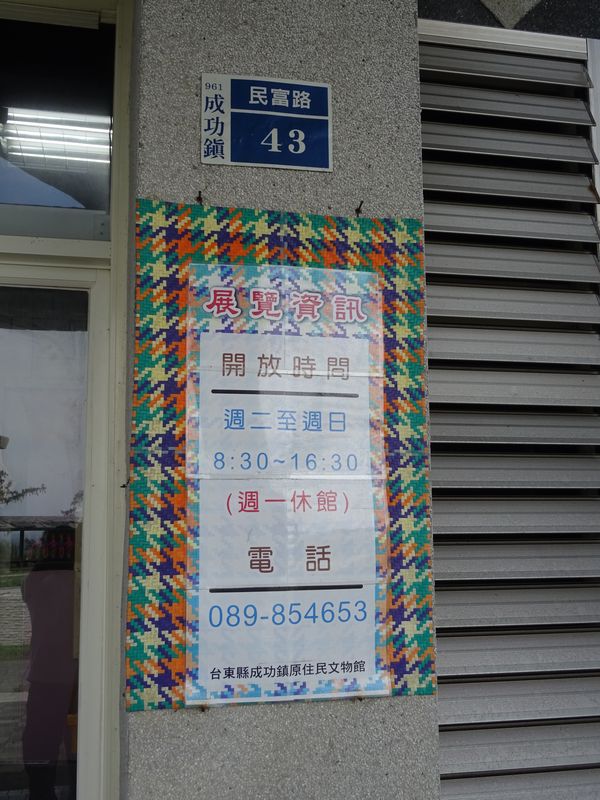 961
成功鎮
民富路
43
展覽資訊
開放時間
週二至週日
8:30~16:30
(週一休館)
電話
089-854653
台東縣成功鎮原住民文物館